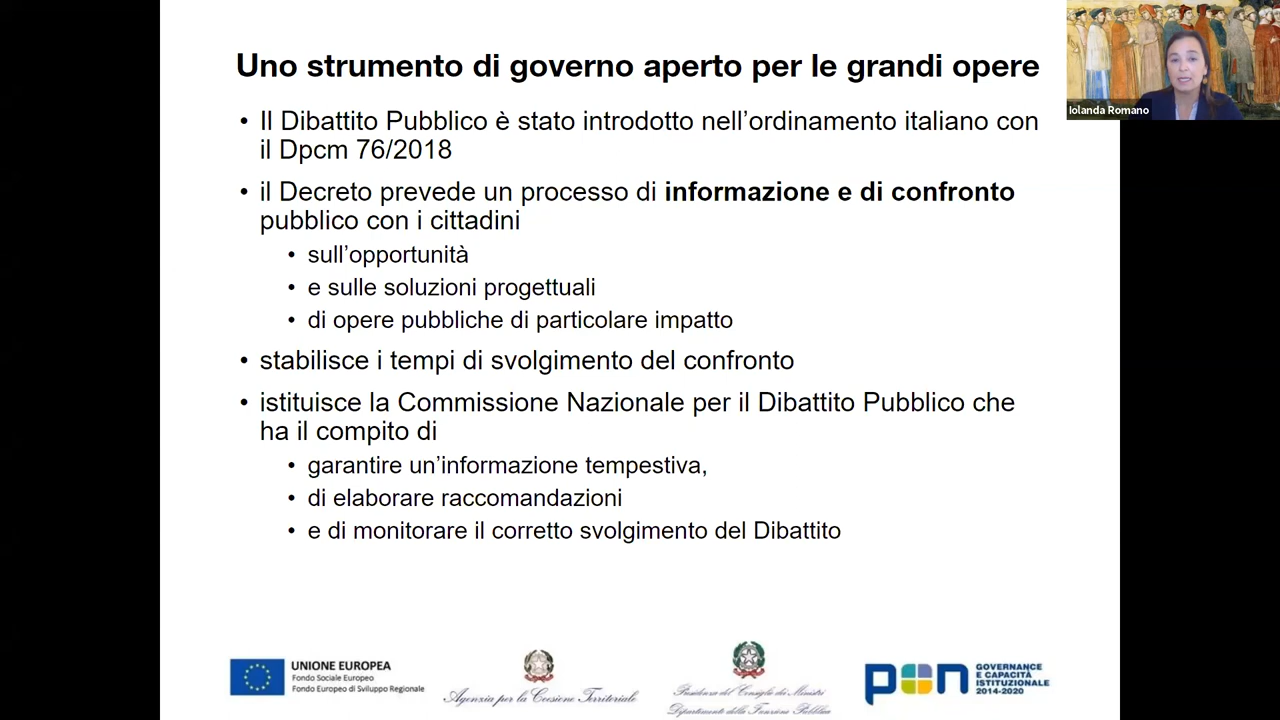 Uno strumento di governo aperto per le grandi opere
Iolanda Romano
• Il Dibattito Pubblico è stato introdotto nell’ordinamento italiano con
il Dpcm 76/2018
• il Decreto prevede un processo di informazione e di confronto
pubblico con i cittadini
• sull’opportunità
• e sulle soluzioni progettuali
• di opere pubbliche di particolare impatto
• stabilisce i tempi di svolgimento del confronto
• istituisce la Commissione Nazionale per il Dibattito Pubblico che
ha il compito di
• garantire un’informazione tempestiva,
• di elaborare raccomandazioni
• e di monitorare il corretto svolgimento del Dibattito
UNIONE EUROPEA
Fondo Sociale Europeo
Fondo Europeo di Sviluppo Regionale
Agenzia per la Coesione Territoriale
Presidenza del Consiglio dei Ministri
Dipartimento della Funzione Pubblica
pon
GOVERNANCE
E CAPACITÀ
ISTITUZIONALE
2014-2020